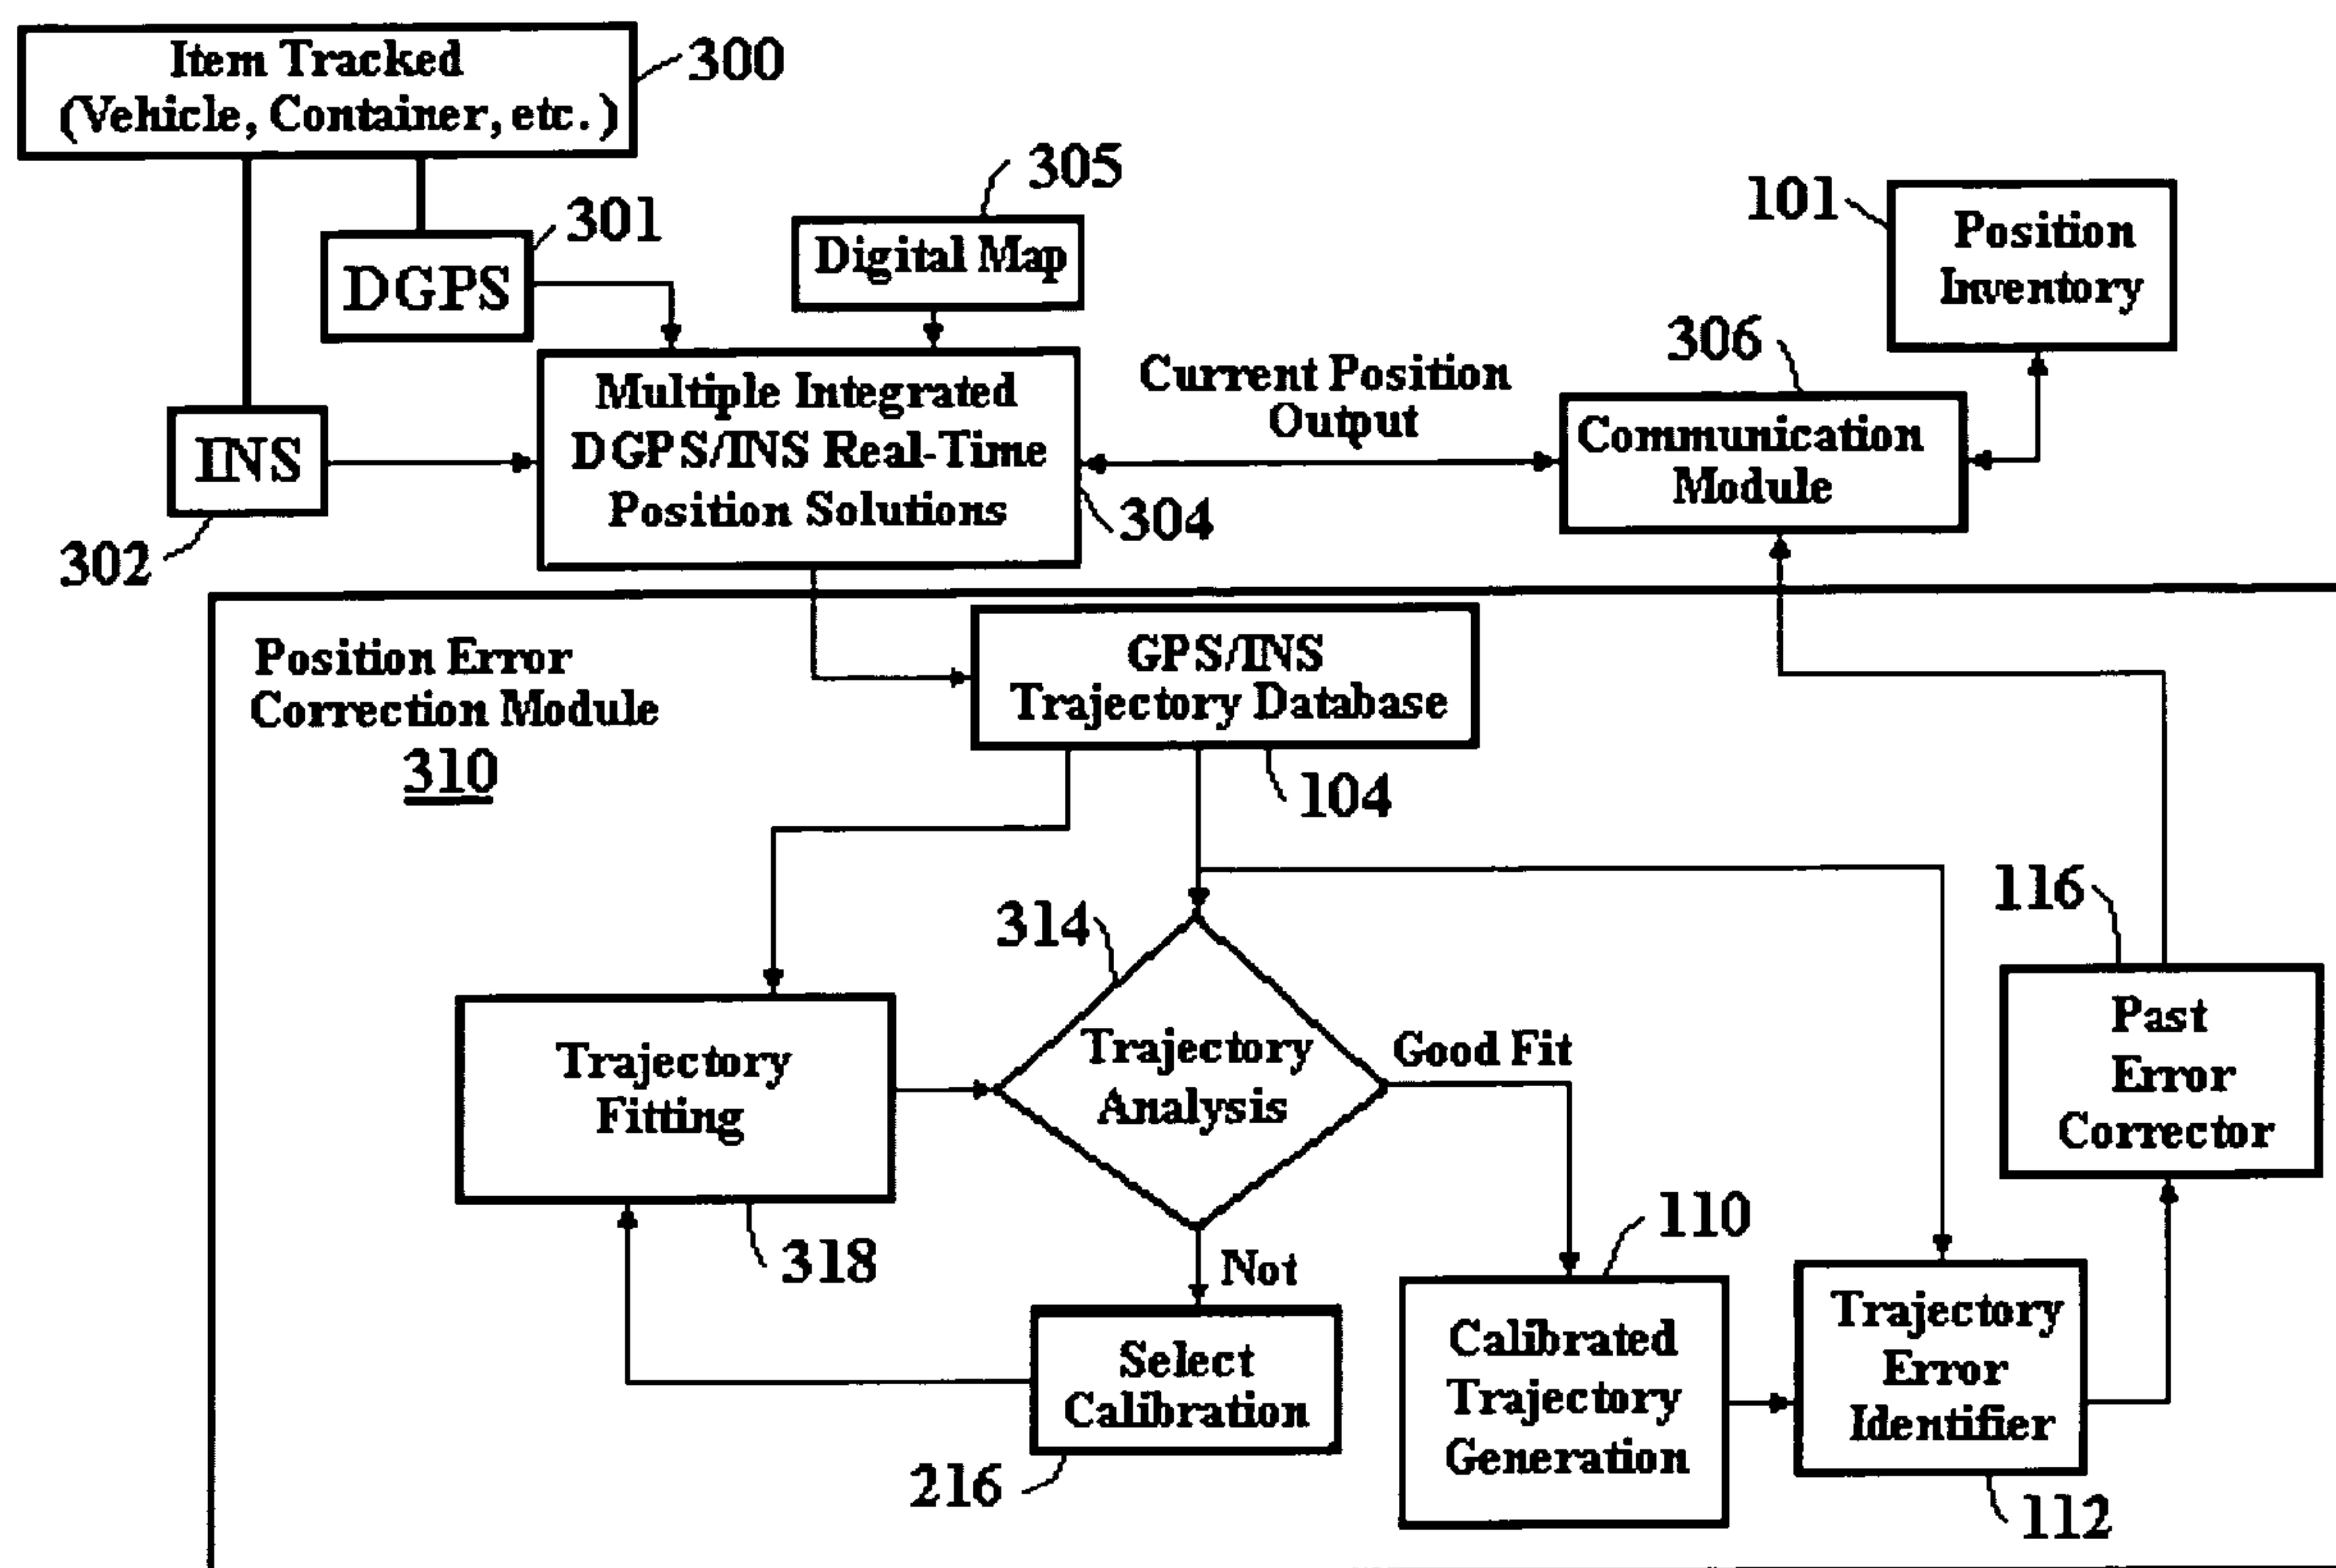 Item Tracked
(Vehicle, Container, etc.)
300
305
101
Position
Inventory
301
DGPS
Digital Map
306
Multiple Integrated
DGPS/INS Real-Time
Position Solutions
Current Position
Output
Communication
Module
INS
304
302
Position Error
Correction Module
310
GPS/INS
Trajectory Database
104
314
116
Trajectory
Fitting
Trajectory
Analysis
Good Fit
Past
Error
Corrector
318
Not
110
Select
Calibration
Calibrated
Trajectory
Generation
Trajectory
Error
Identifier
216
112